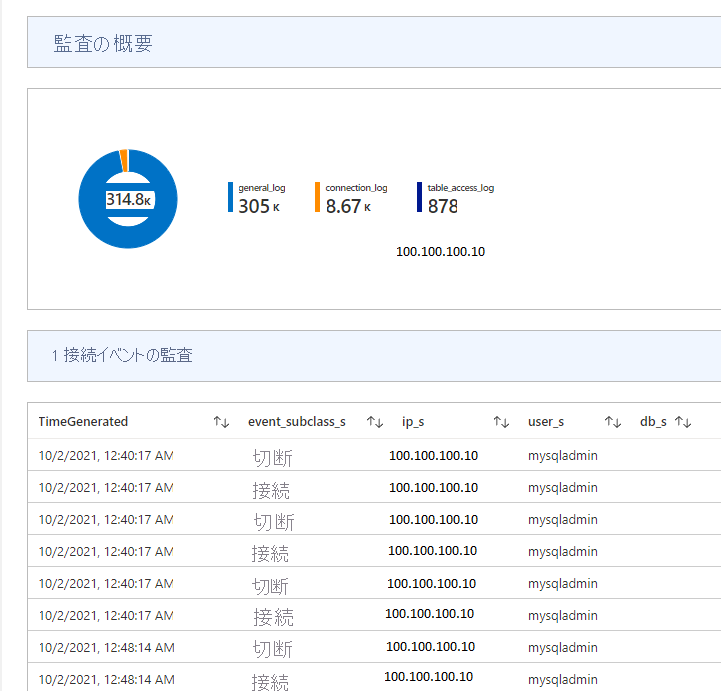 監査の概要
314.8K
general_log
305 K
connection_log
8.67 K
table_access_log
878
100.100.100.10
1 接続イベントの監査
TimeGenerated ↑↓ event_subclass_s ↑↓ ip_s ↑↓ user_s ↑↓ db_s ↑↓
10/2/2021, 12:40:17 AM 切断 100.100.100.10 mysqladmin
10/2/2021, 12:40:17 AM 接続 100.100.100.10 mysqladmin
10/2/2021, 12:40:17 AM 切断 100.100.100.10 mysqladmin
10/2/2021, 12:40:17 AM 接続 100.100.100.10 mysqladmin
10/2/2021, 12:40:17 AM 切断 100.100.100.10 mysqladmin
10/2/2021, 12:40:17 AM 接続 100.100.100.10 mysqladmin
10/2/2021, 12:48:14 AM 切断 100.100.100.10 mysqladmin
10/2/2021, 12:48:14 AM 接続 100.100.100.10 mysqladmin